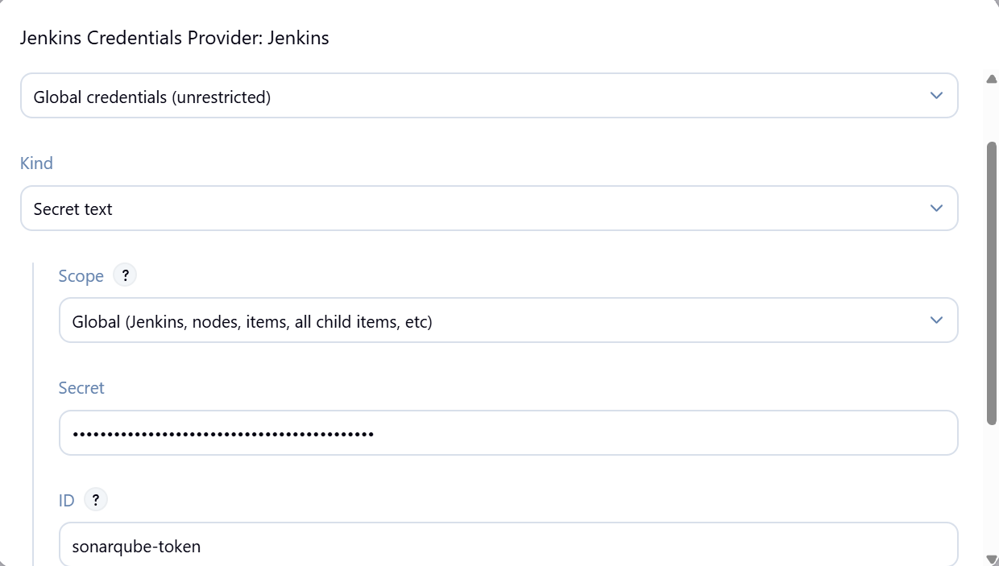 Jenkins Credentials Provider: Jenkins
Global credentials (unrestricted)
Kind
Secret text
Scope ?
Global (Jenkins, nodes, items, all child items, etc)
Secret
••••••••••••••••••••••••••••••••••••••••••••
ID ?
sonarqube-token